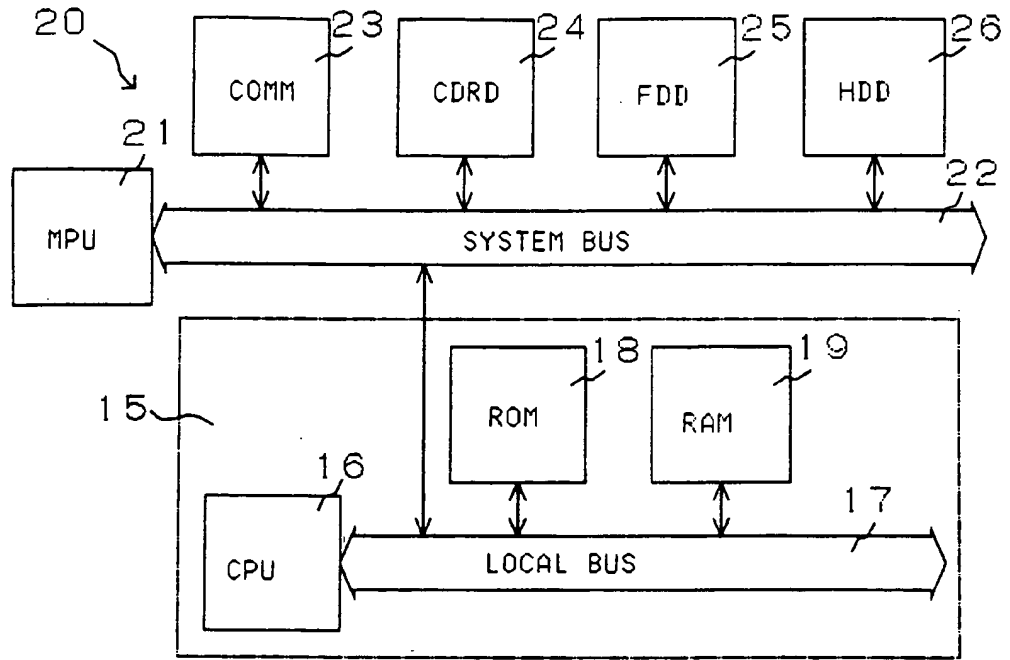 20
23
24
25
26
COMM
CDRD
FDD
HDD
21
22
MPU
SYSTEM BUS
18
19
15
ROM
RAM
16
17
CPU
LOCAL BUS